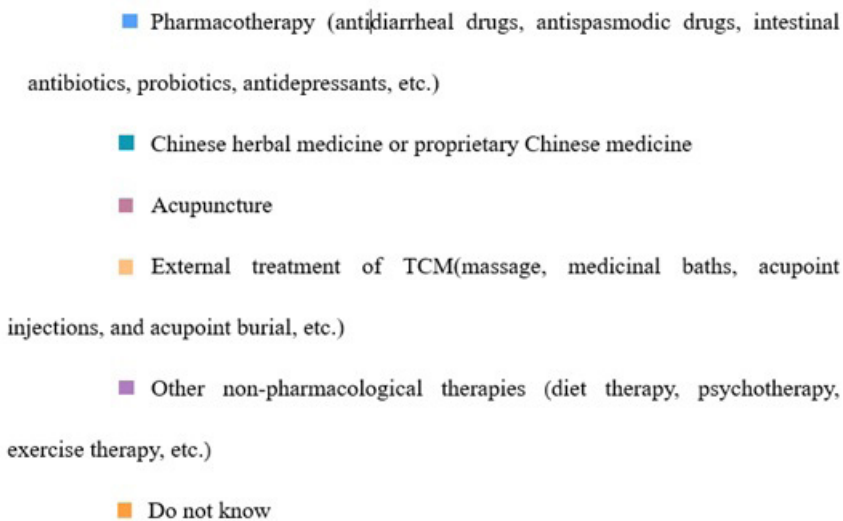 Pharmacotherapy (antidiarrheal drugs, antispasmodic drugs, intestinal
antibiotics, probiotics, antidepressants, etc.)
Chinese herbal medicine or proprietary Chinese medicine
Acupuncture
External treatment of TCM(massage, medicinal baths, acupoint
injections, and acupoint burial, etc.)
Other non-pharmacological therapies (diet therapy, psychotherapy,
exercise therapy, etc.)
Do not know